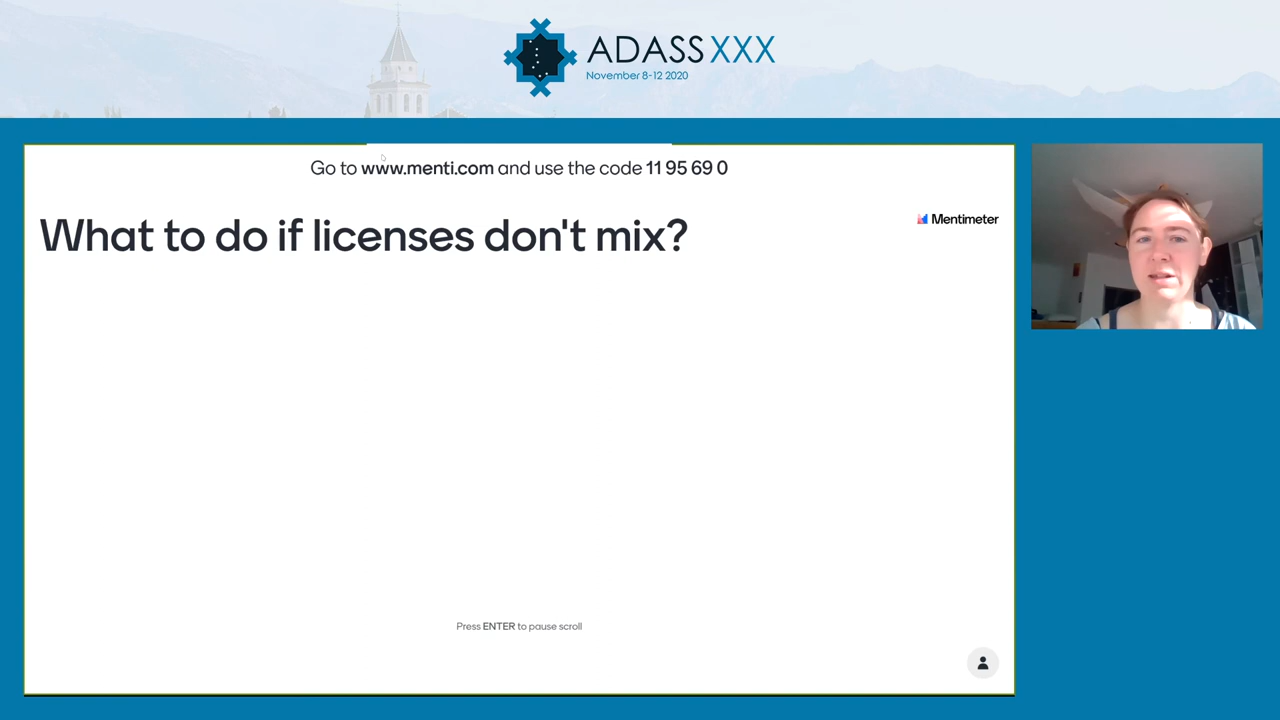 ADASS XXX
November 8-12 2020
Go to www.menti.com and use the code 11 95 69 0
What to do if licenses don't mix?
Mentimeter
Press ENTER to pause scroll